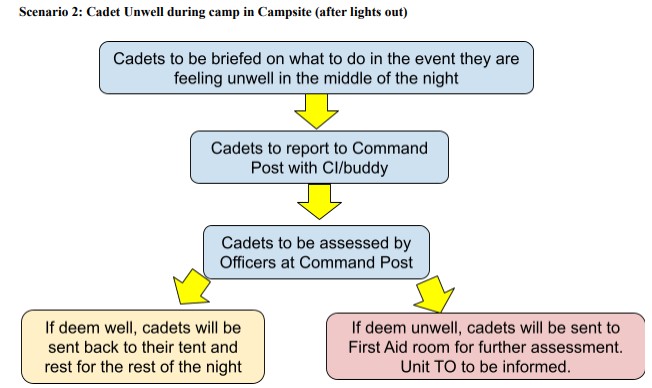 Scenario 2: Cadet Unwell during camp in Campsite (after lights out)
Cadets to be briefed on what to do in the event they are
feeling unwell in the middle of the night
Cadets to report to Command
Post with CI/buddy
Cadets to be assessed by
Officers at Command Post
If deem well, cadets will be
sent back to their tent and
rest for the rest of the night
If deem unwell, cadets will be sent to
First Aid room for further assessment.
Unit TO to be informed.